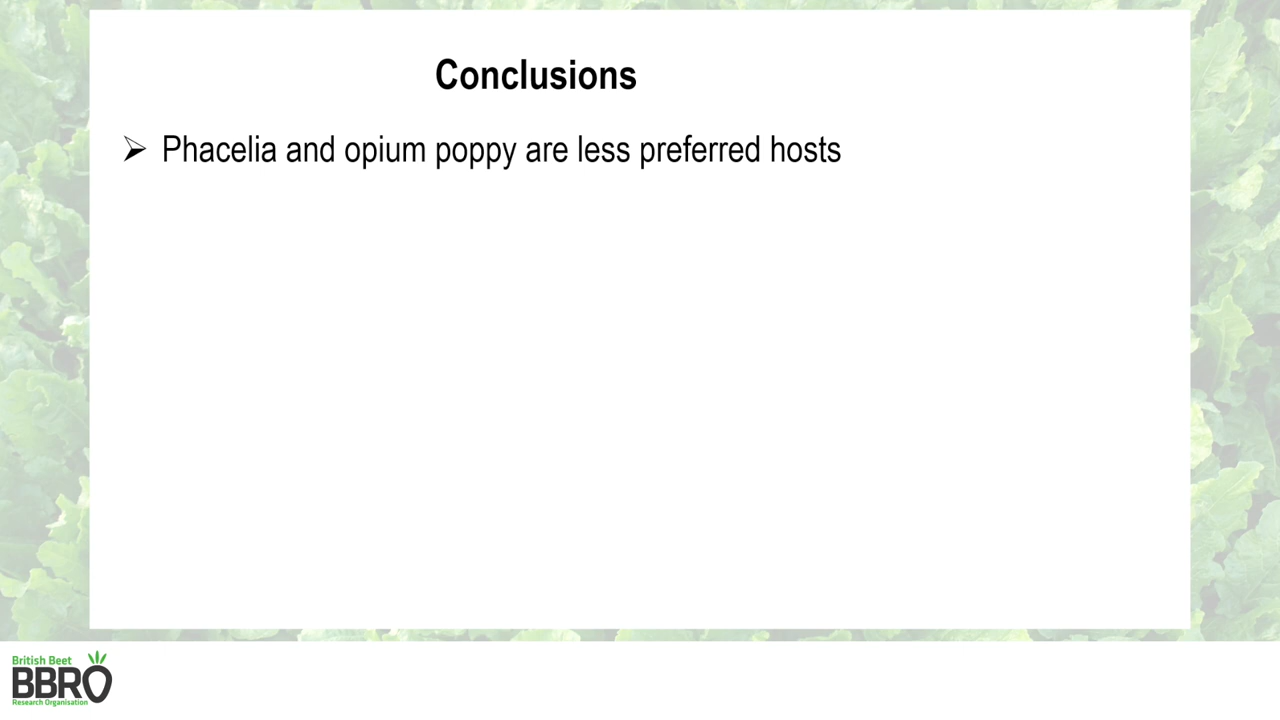 Conclusions
➢ Phacelia and opium poppy are less preferred hosts
British Beet
BBRO
Research Organisation